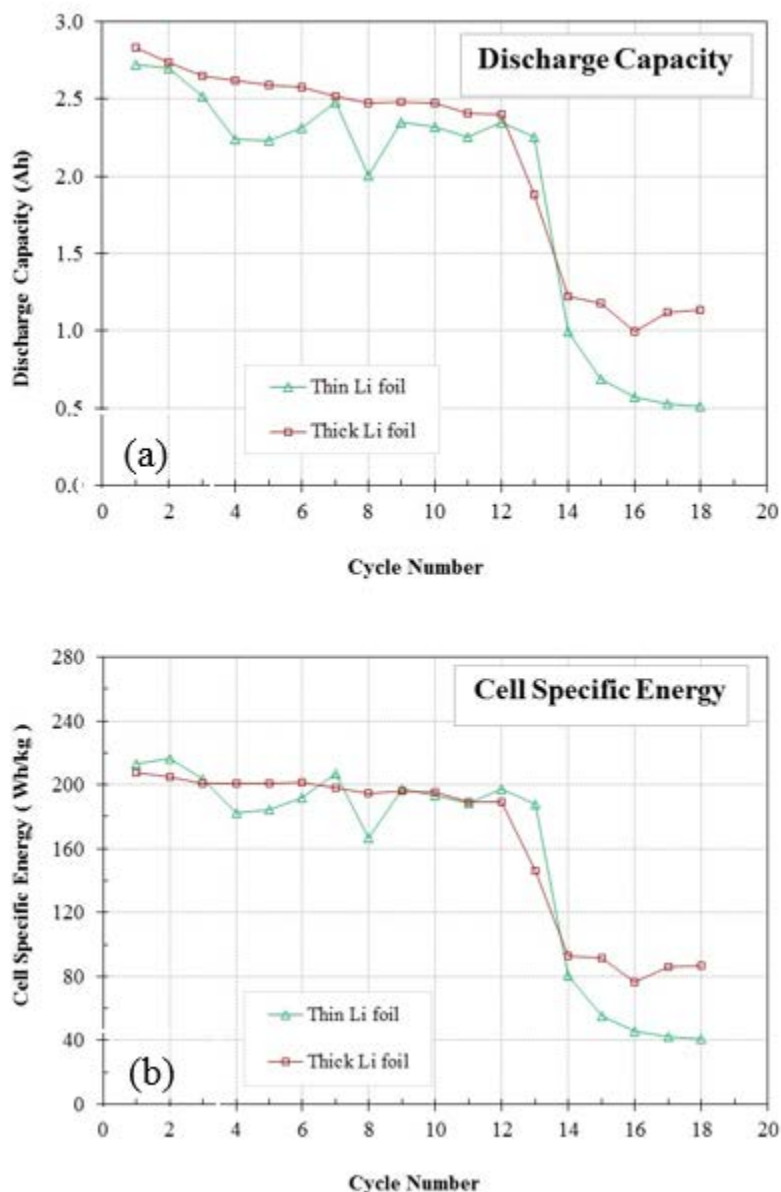 3.0
Discharge Capacity
2.5
2.0
1.5
1.0
0.5
0.0
Discharge Capacity (Ah)
Thin Li foil
Thick Li foil
(a)
0 2 4 6 8 10 12 14 16 18 20
Cycle Number
280
Cell Specific Energy
240
200
160
120
80
40
0
Cell Specific Energy ( Wh/kg )
Thin Li foil
Thick Li foil
(b)
0 2 4 6 8 10 12 14 16 18 20
Cycle Number